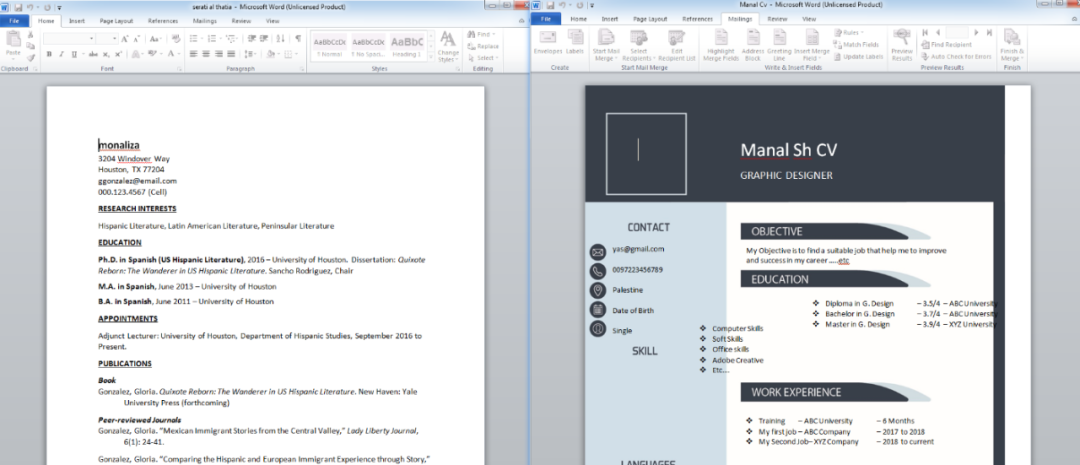 serati al thatia - Microsoft Word (Unlicensed Product)
File Home Insert Page Layout References Mailings Review View
Paste
B I U
AaBbCcDc AaBbCcDc AaBbC
¶ Normal ¶ No Spaci... Heading 1
Change Styles
Find
Replace
Select
Clipboard Font Paragraph Styles Editing
monaliza
3204 Windover Way
Houston, TX 77204
ggonzalez@email.com
000.123.4567 (Cell)
RESEARCH INTERESTS
Hispanic Literature, Latin American Literature, Peninsular Literature
EDUCATION
Ph.D. in Spanish (US Hispanic Literature), 2016 – University of Houston. Dissertation: Quixote
Reborn: The Wanderer in US Hispanic Literature. Sancho Rodriguez, Chair
M.A. in Spanish, June 2013 – University of Houston
B.A. in Spanish, June 2011 – University of Houston
APPOINTMENTS
Adjunct Lecturer: University of Houston, Department of Hispanic Studies, September 2016 to
Present.
PUBLICATIONS
Book
Gonzalez, Gloria. Quixote Reborn: The Wanderer in US Hispanic Literature. New Haven: Yale
University Press (forthcoming)
Peer-reviewed Journals
Gonzalez, Gloria. "Mexican Immigrant Stories from the Central Valley," Lady Liberty Journal,
6(1): 24-41.
Gonzalez, Gloria. "Comparing the Hispanic and European Immigrant Experience through Story,"
Manal Cv - Microsoft Word (Unlicensed Product)
File Home Insert Page Layout References Mailings Review View
Envelopes Labels
Start Mail Merge
Select Recipients
Edit Recipient List
Highlight Merge Fields
Address Block
Greeting Line
Insert Merge Field
Rules
Match Fields
Update Labels
Preview Results
Find Recipient
Auto Check for Errors
Finish & Merge
Create Start Mail Merge Write & Insert Fields Preview Results Finish
Manal Sh CV
GRAPHIC DESIGNER
CONTACT
yas@gmail.com
0097223456789
Palestine
Date of Birth
Single
SKILL
❖ Computer Skills
❖ Soft Skills
❖ Office skills
❖ Adobe Creative
❖ Etc...
LANGUAGES
OBJECTIVE
My Objective is to find a suitable job that help me to improve
and success in my career .....etc
EDUCATION
❖ Diploma in G. Design – 3.5/4 – ABC University
❖ Bachelor in G. Design – 3.7/4 – ABC University
❖ Master in G. Design – 3.9/4 – XYZ University
WORK EXPERIENCE
❖ Training – ABC University – 6 Months
❖ My first job – ABC Company – 2017 to 2018
❖ My Second Job– XYZ Company – 2018 to current